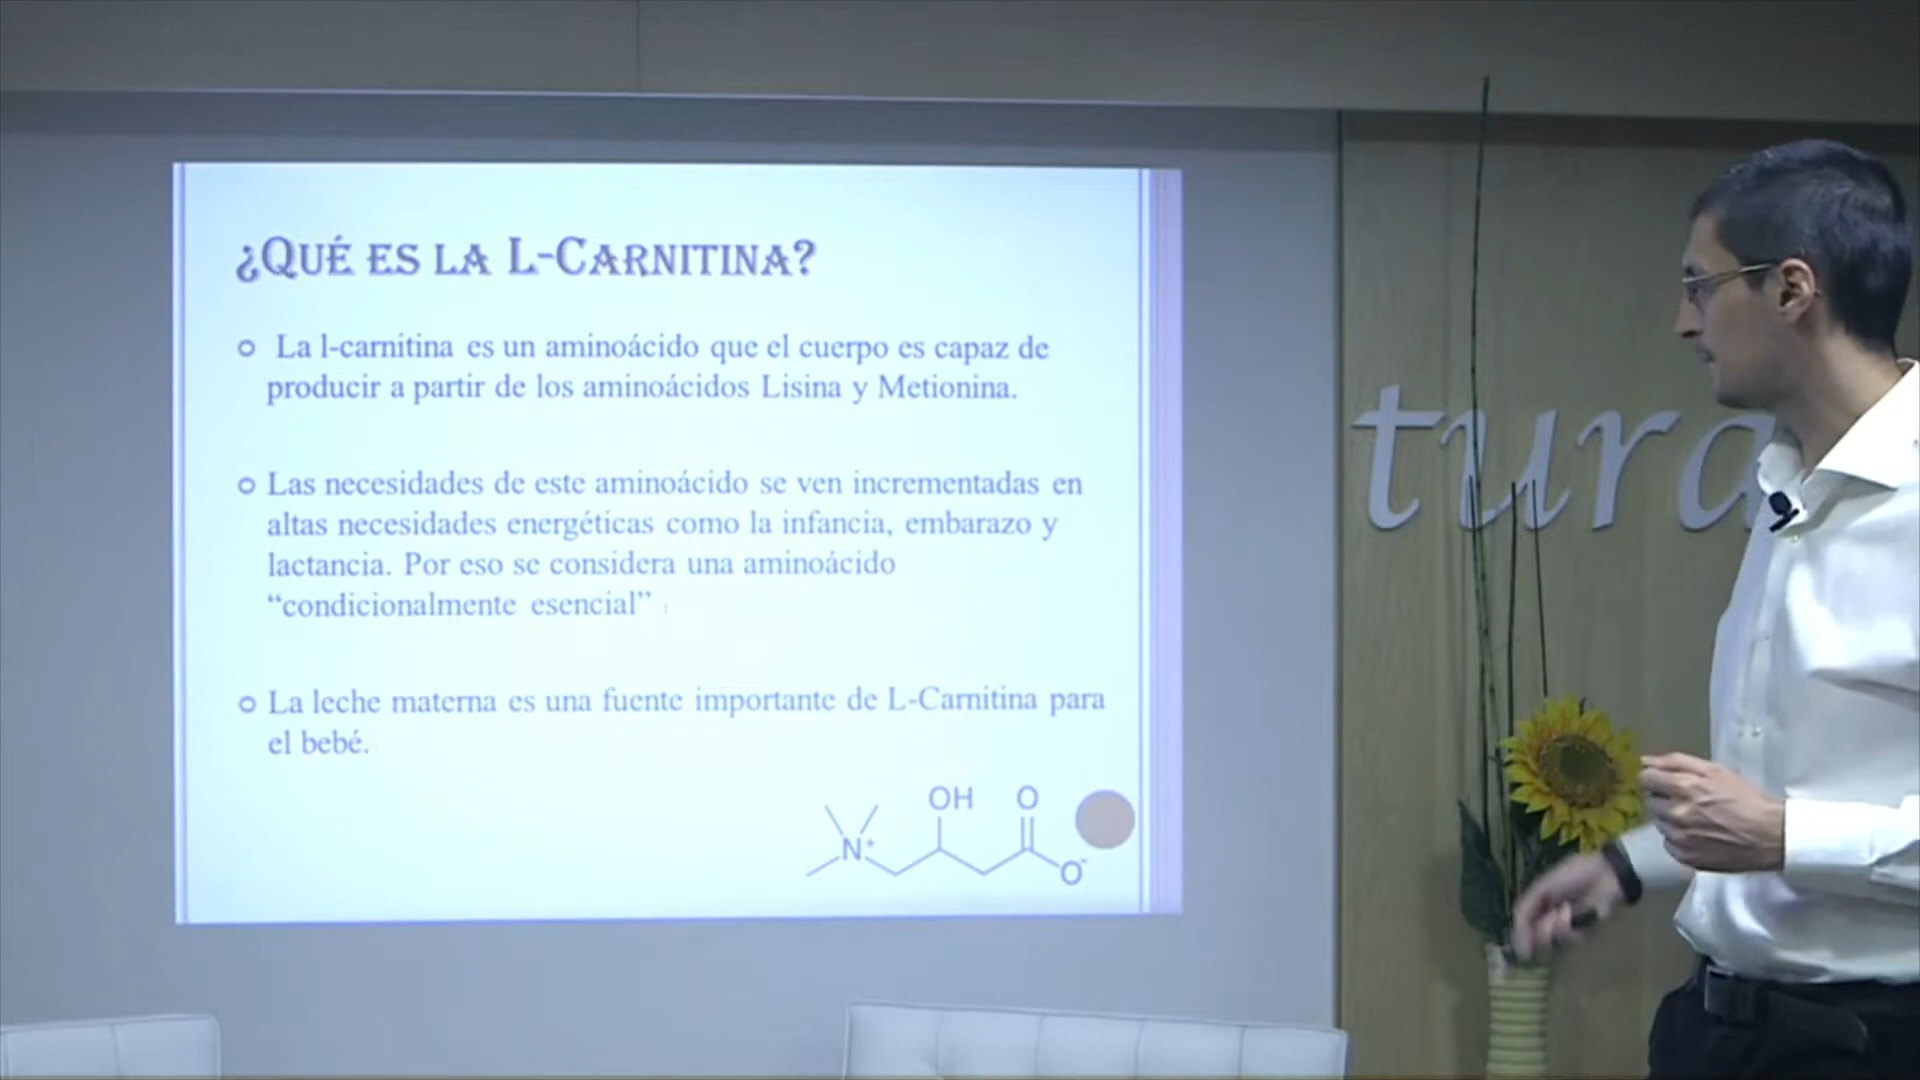 ¿Qué es la L-Carnitina?
La l-carnitina es un aminoácido que el cuerpo es capaz de
producir a partir de los aminoácidos Lisina y Metionina.
Las necesidades de este aminoácido se ven incrementadas en
altas necesidades energéticas como la infancia, embarazo y
lactancia. Por eso se considera una aminoácido
“condicionalmente esencial”
La leche materna es una fuente importante de L-Carnitina para
el bebé.
OH O
N+
O-
tura